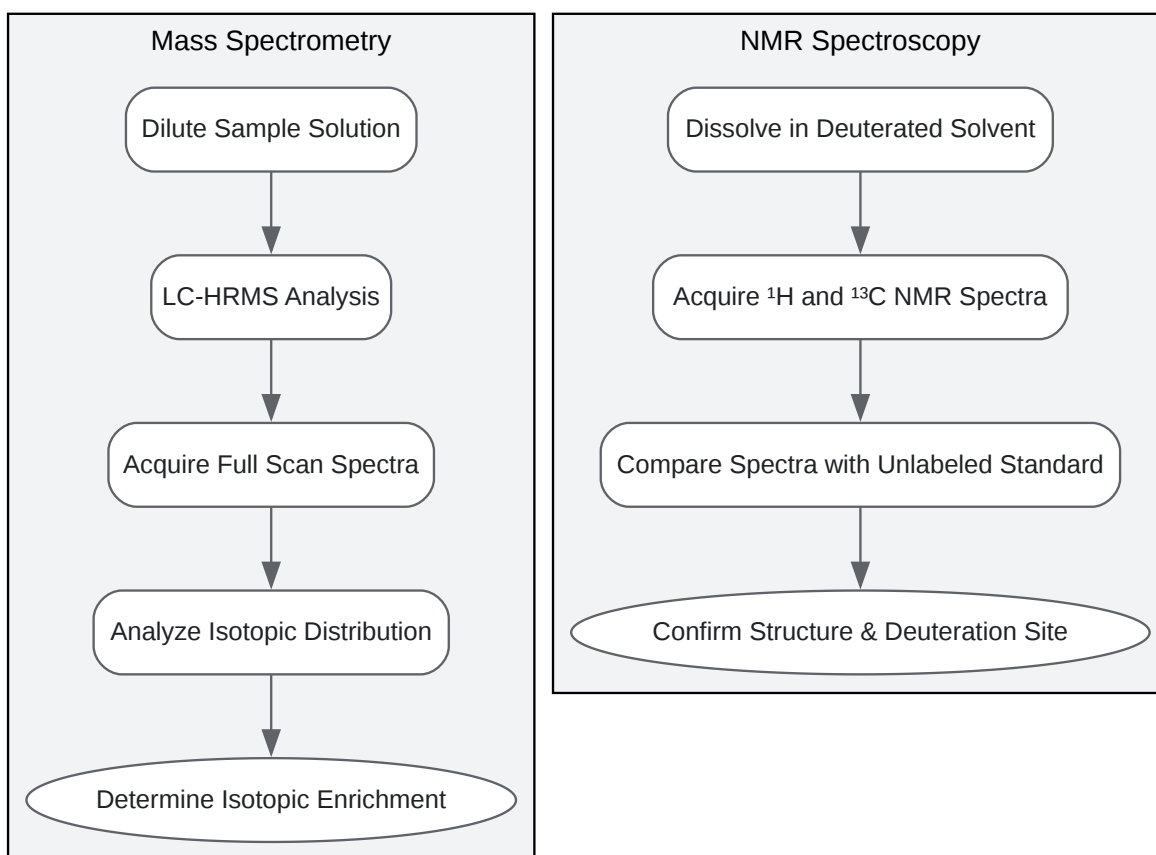 Mass Spectrometry
Dilute Sample Solution
LC-HRMS Analysis
Acquire Full Scan Spectra
Analyze Isotopic Distribution
Determine Isotopic Enrichment
NMR Spectroscopy
Dissolve in Deuterated Solvent
Acquire ¹H and ¹³C NMR Spectra
Compare Spectra with Unlabeled Standard
Confirm Structure & Deuteration Site